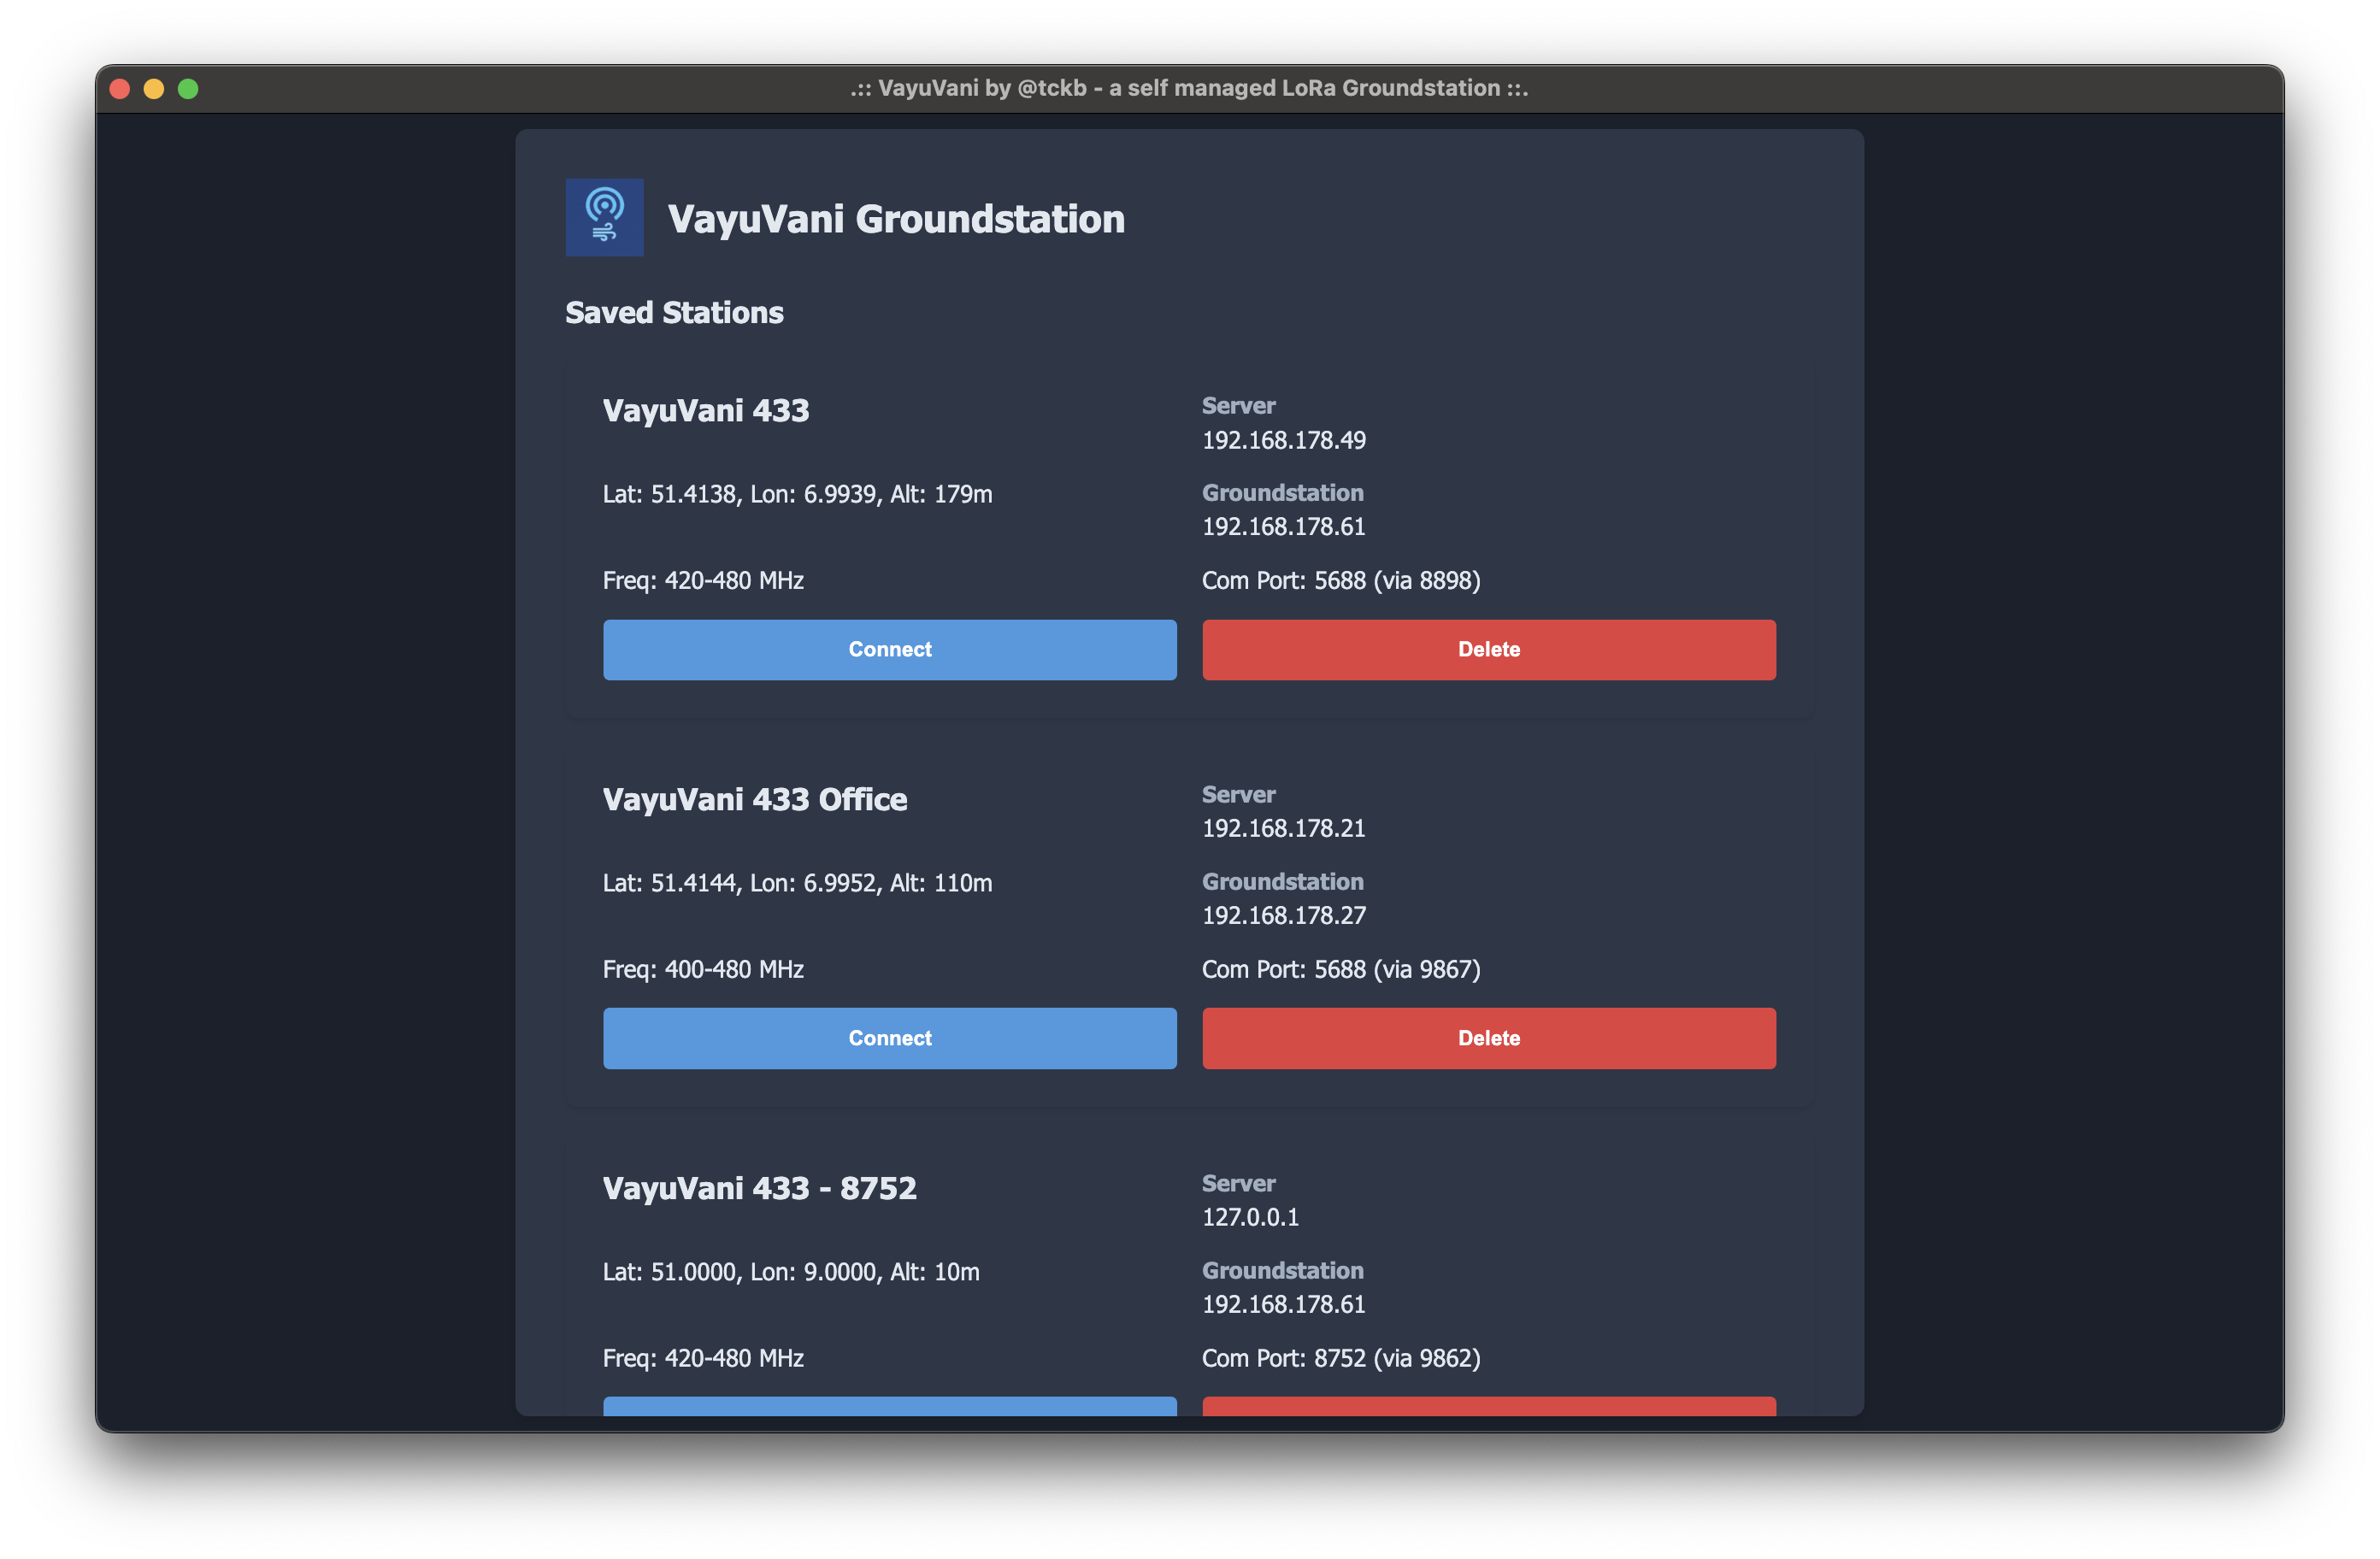 .:: VayuVani by @tckb - a self managed LoRa Groundstation ::.
VayuVani Groundstation
Saved Stations
VayuVani 433
Server
192.168.178.49
Lat: 51.4138, Lon: 6.9939, Alt: 179m
Groundstation
192.168.178.61
Freq: 420-480 MHz
Com Port: 5688 (via 8898)
Connect
Delete
VayuVani 433 Office
Server
192.168.178.21
Lat: 51.4144, Lon: 6.9952, Alt: 110m
Groundstation
192.168.178.27
Freq: 400-480 MHz
Com Port: 5688 (via 9867)
Connect
Delete
VayuVani 433 - 8752
Server
127.0.0.1
Lat: 51.0000, Lon: 9.0000, Alt: 10m
Groundstation
192.168.178.61
Freq: 420-480 MHz
Com Port: 8752 (via 9862)